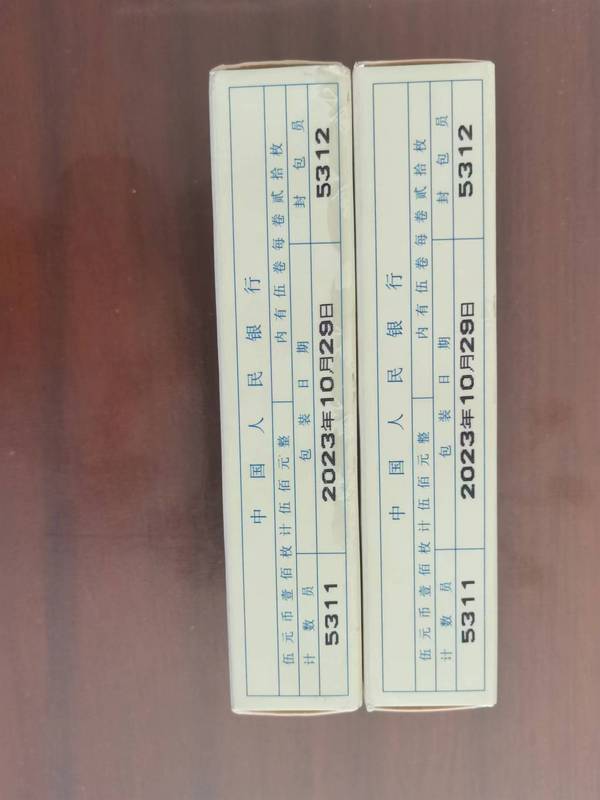 中国人民银行
伍元币壹佰枚计伍佰元整 内有伍卷每卷贰拾枚
计数员 包装日期 封包员
5311 2023年10月29日 5312
中国人民银行
伍元币壹佰枚计伍佰元整 内有伍卷每卷贰拾枚
计数员 包装日期 封包员
5311 2023年10月29日 5312